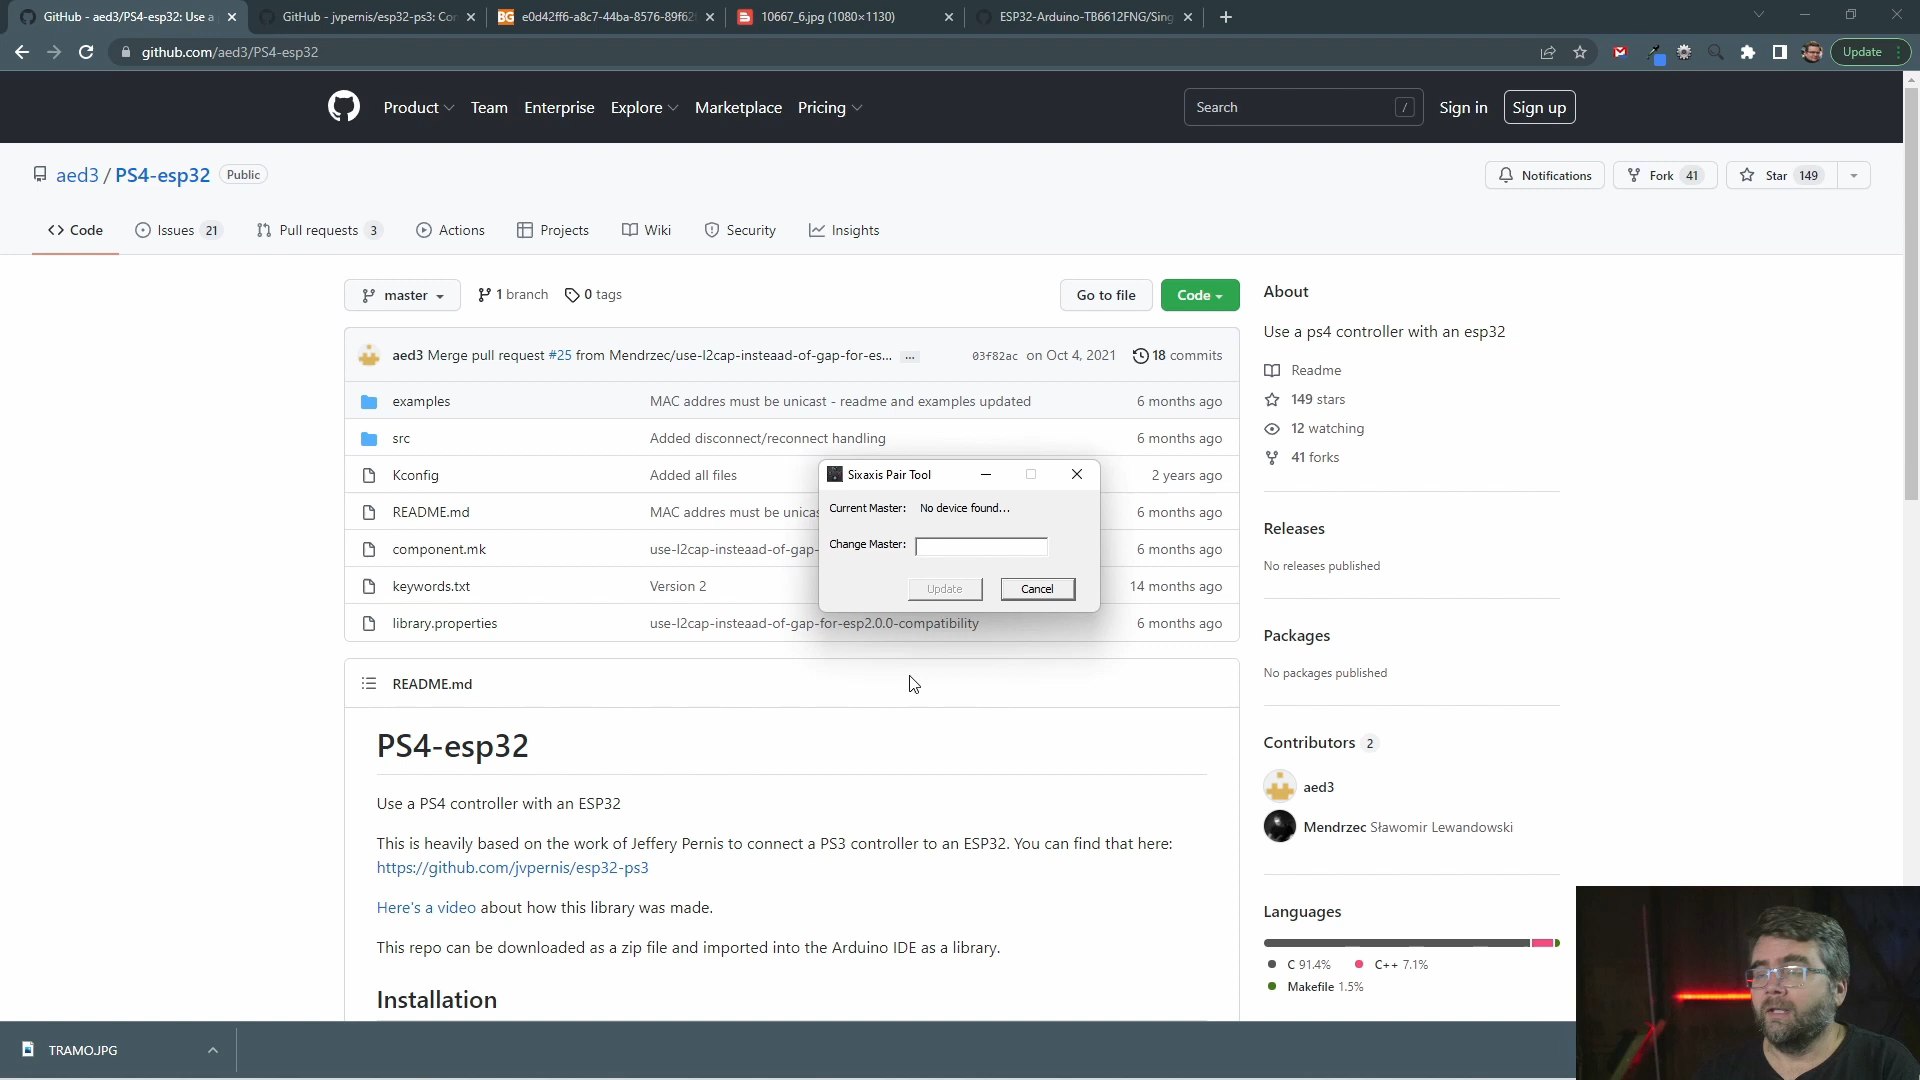 GitHub - aed3/PS4-esp32: Use a
GitHub - jvpernis/esp32-ps3: Cor
BG e0d42ff6-a8c7-44ba-8576-89f62
10667_6.jpg (1080×1130)
ESP32-Arduino-TB6612FNG/Sing
github.com/aed3/PS4-esp32
Update
Product
Team
Enterprise
Explore
Marketplace
Pricing
Search
/
Sign in
Sign up
aed3 / PS4-esp32
Public
Notifications
Fork 41
Star 149
Code
Issues 21
Pull requests 3
Actions
Projects
Wiki
Security
Insights
master
1 branch
0 tags
Go to file
Code
About
Use a ps4 controller with an esp32
aed3 Merge pull request #25 from Mendrzec/use-l2cap-insteaad-of-gap-for-es... ...
03f82ac on Oct 4, 2021
18 commits
examples
MAC addres must be unicast - readme and examples updated
6 months ago
src
Added disconnect/reconnect handling
6 months ago
Kconfig
Added all files
2 years ago
README.md
MAC addres must be unicas
6 months ago
component.mk
use-l2cap-insteaad-of-gap-
6 months ago
keywords.txt
Version 2
14 months ago
library.properties
use-l2cap-insteaad-of-gap-for-esp2.0.0-compatibility
6 months ago
Sixaxis Pair Tool
Current Master: No device found...
Change Master:
Update
Cancel
Readme
149 stars
12 watching
41 forks
Releases
No releases published
Packages
No packages published
Contributors 2
aed3
Mendrzec Sławomir Lewandowski
Languages
C 91.4%
C++ 7.1%
Makefile 1.5%
README.md
PS4-esp32
Use a PS4 controller with an ESP32
This is heavily based on the work of Jeffery Pernis to connect a PS3 controller to an ESP32. You can find that here:
https://github.com/jvpernis/esp32-ps3
Here's a video about how this library was made.
This repo can be downloaded as a zip file and imported into the Arduino IDE as a library.
Installation
TRAMO.JPG